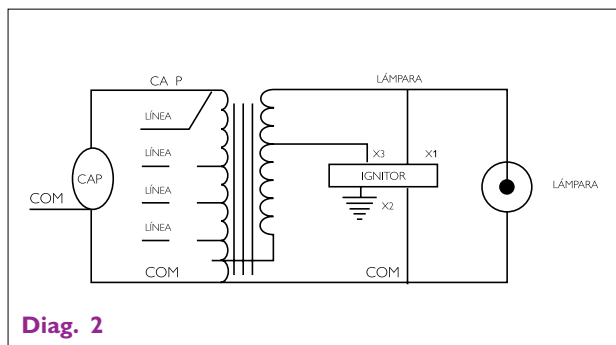 CA P
LÁMPARA
LÍNEA
X3
X1
LÍNEA
IGNITOR
CAP
LÁMPARA
COM
LÍNEA
X2
LÍNEA
COM
COM
Diag. 2